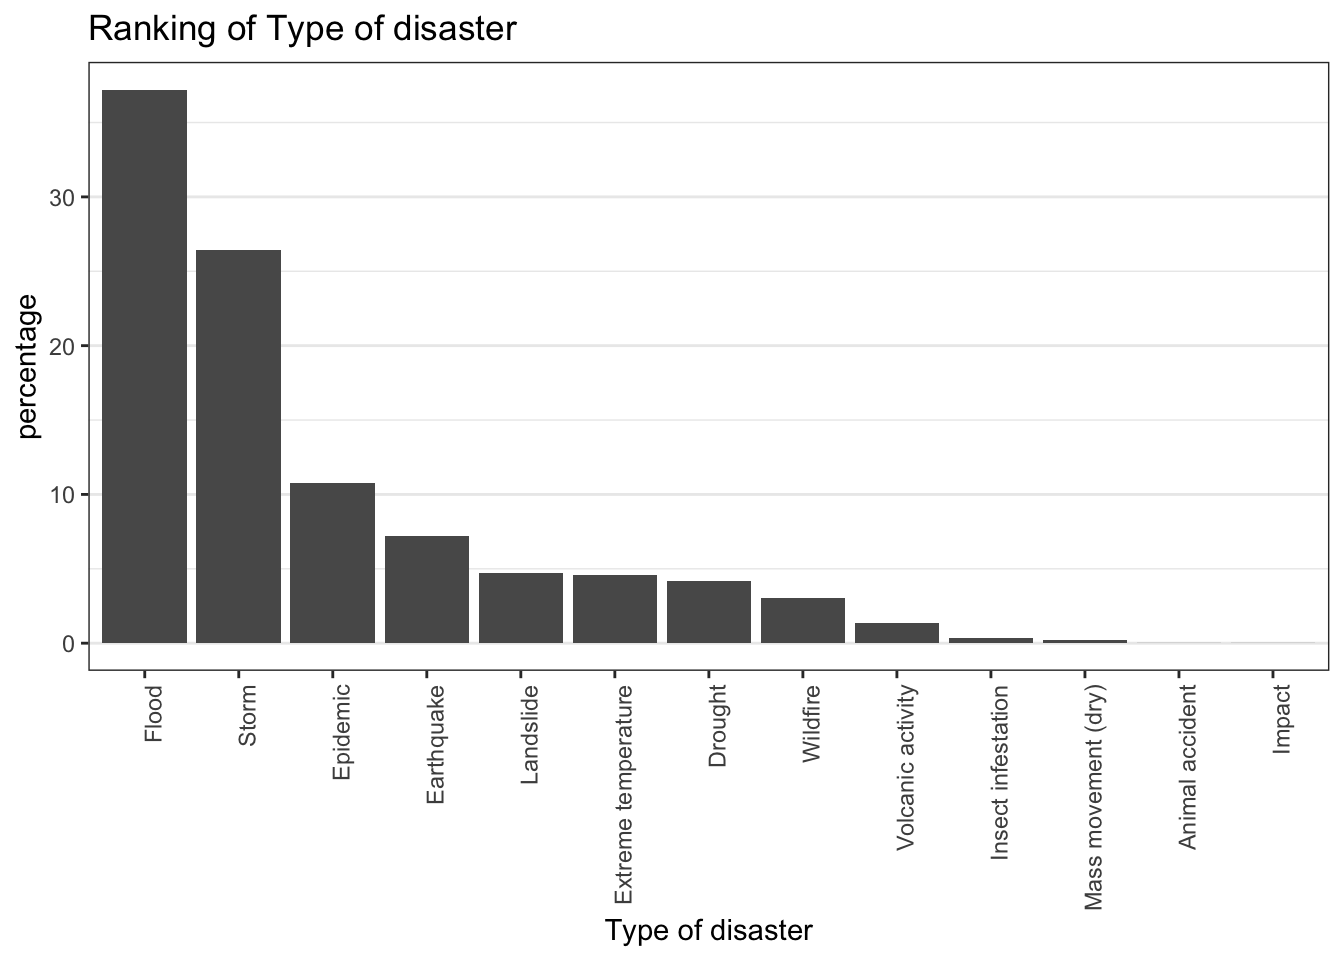 Ranking of Type of disaster
percentage
30
20
10
0
Flood
Storm
Epidemic
Earthquake
Landslide
Extreme temperature
Drought
Wildfire
Volcanic activity
Insect infestation
Mass movement (dry)
Animal accident
Impact
Type of disaster